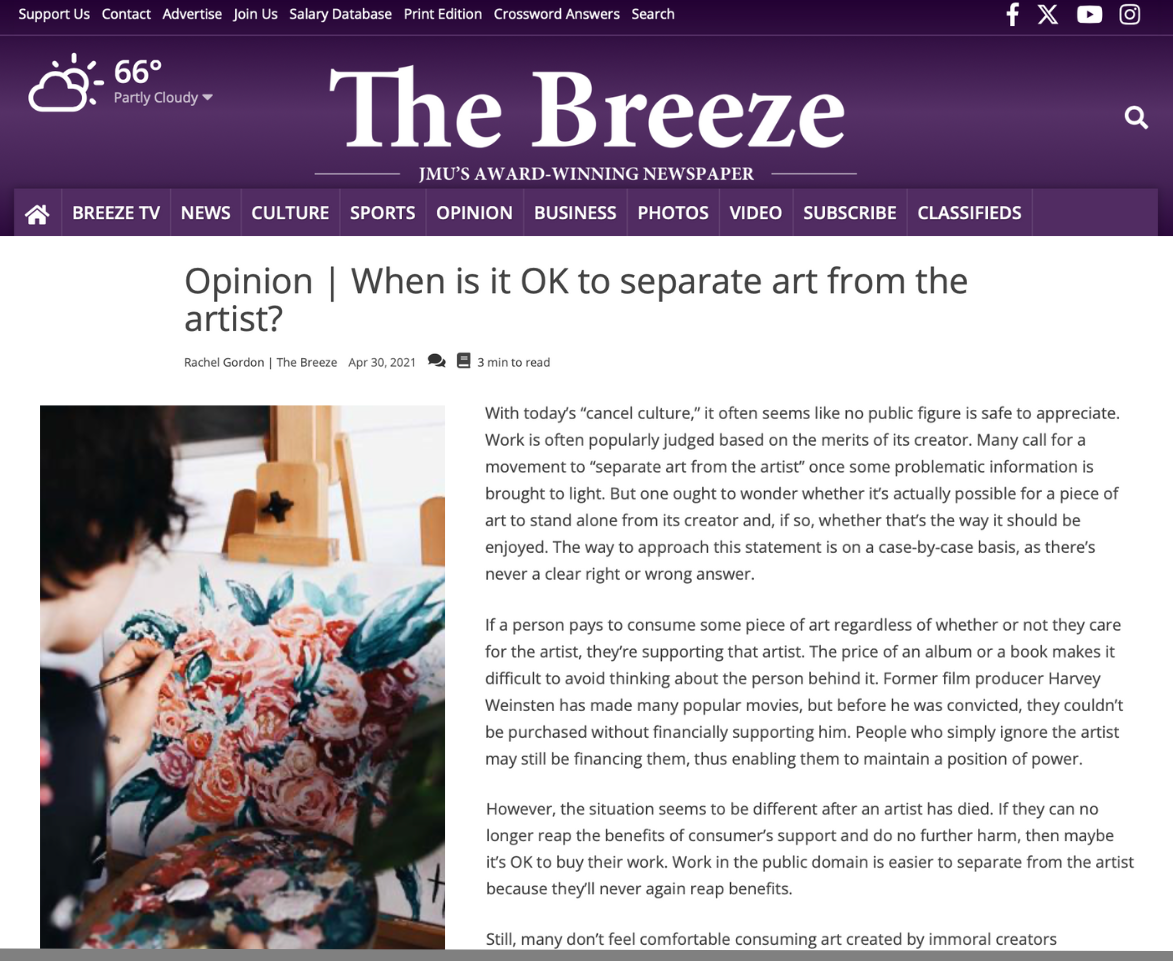 Support Us Contact Advertise Join Us Salary Database Print Edition Crossword Answers Search
66°
Partly Cloudy
The Breeze
JMU'S AWARD-WINNING NEWSPAPER
BREEZE TV NEWS CULTURE SPORTS OPINION BUSINESS PHOTOS VIDEO SUBSCRIBE CLASSIFIEDS
Opinion | When is it OK to separate art from the
artist?
Rachel Gordon | The Breeze Apr 30, 2021 3 min to read
With today's “cancel culture,” it often seems like no public figure is safe to appreciate.
Work is often popularly judged based on the merits of its creator. Many call for a
movement to “separate art from the artist” once some problematic information is
brought to light. But one ought to wonder whether it's actually possible for a piece of
art to stand alone from its creator and, if so, whether that's the way it should be
enjoyed. The way to approach this statement is on a case-by-case basis, as there's
never a clear right or wrong answer.
If a person pays to consume some piece of art regardless of whether or not they care
for the artist, they're supporting that artist. The price of an album or a book makes it
difficult to avoid thinking about the person behind it. Former film producer Harvey
Weinsten has made many popular movies, but before he was convicted, they couldn't
be purchased without financially supporting him. People who simply ignore the artist
may still be financing them, thus enabling them to maintain a position of power.
However, the situation seems to be different after an artist has died. If they can no
longer reap the benefits of consumer's support and do no further harm, then maybe
it's OK to buy their work. Work in the public domain is easier to separate from the artist
because they'll never again reap benefits.
Still, many don't feel comfortable consuming art created by immoral creators